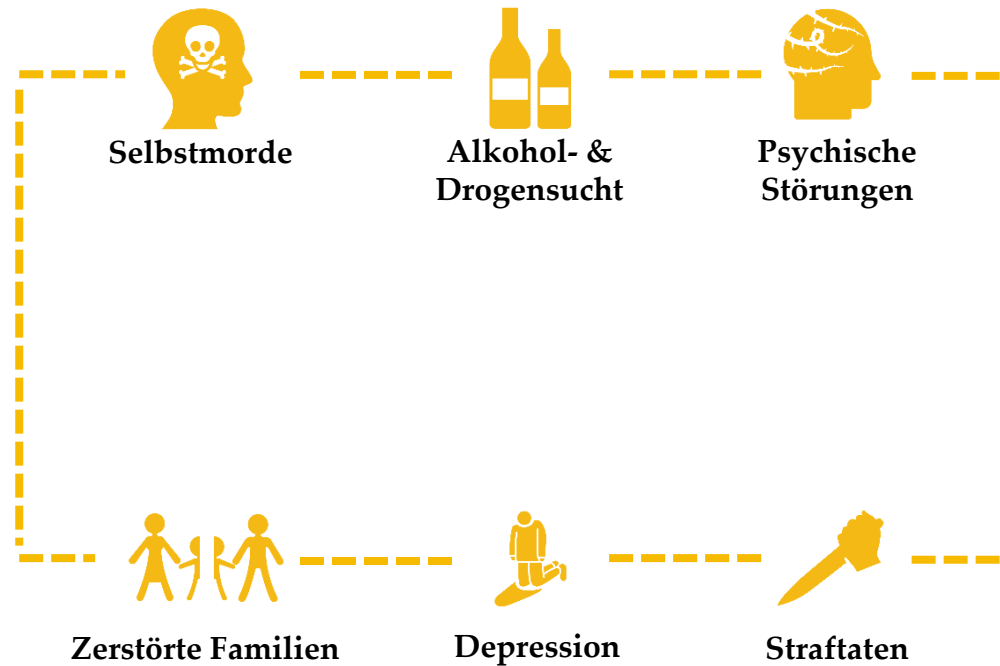 Selbstmorde
Alkohol- &
Drogensucht
Psychische
Störungen
Zerstörte Familien
Depression
Straftaten